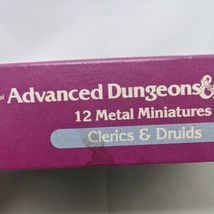 Advanced Dungeons &
12 Metal Miniatures
Clerics & Druids